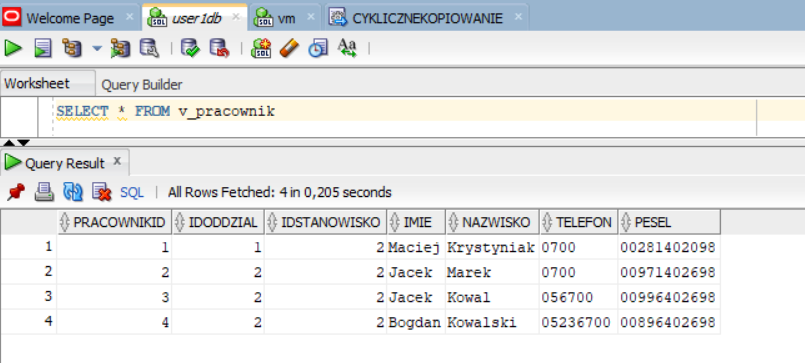 Welcome Page user1db vm CYKLICZNEKOPIOWANIE
Worksheet Query Builder
SELECT * FROM v_pracownik
Query Result
SQL | All Rows Fetched: 4 in 0,205 seconds
PRACOWNIKID IDODDZIAL IDSTANOWISKO IMIE NAZWISKO TELEFON PESEL
1 1 1 2 Maciej Krystyniak 0700 00281402098
2 2 2 2 Jacek Marek 0700 00971402698
3 3 2 2 Jacek Kowal 056700 00996402698
4 4 2 2 Bogdan Kowalski 05236700 00896402698